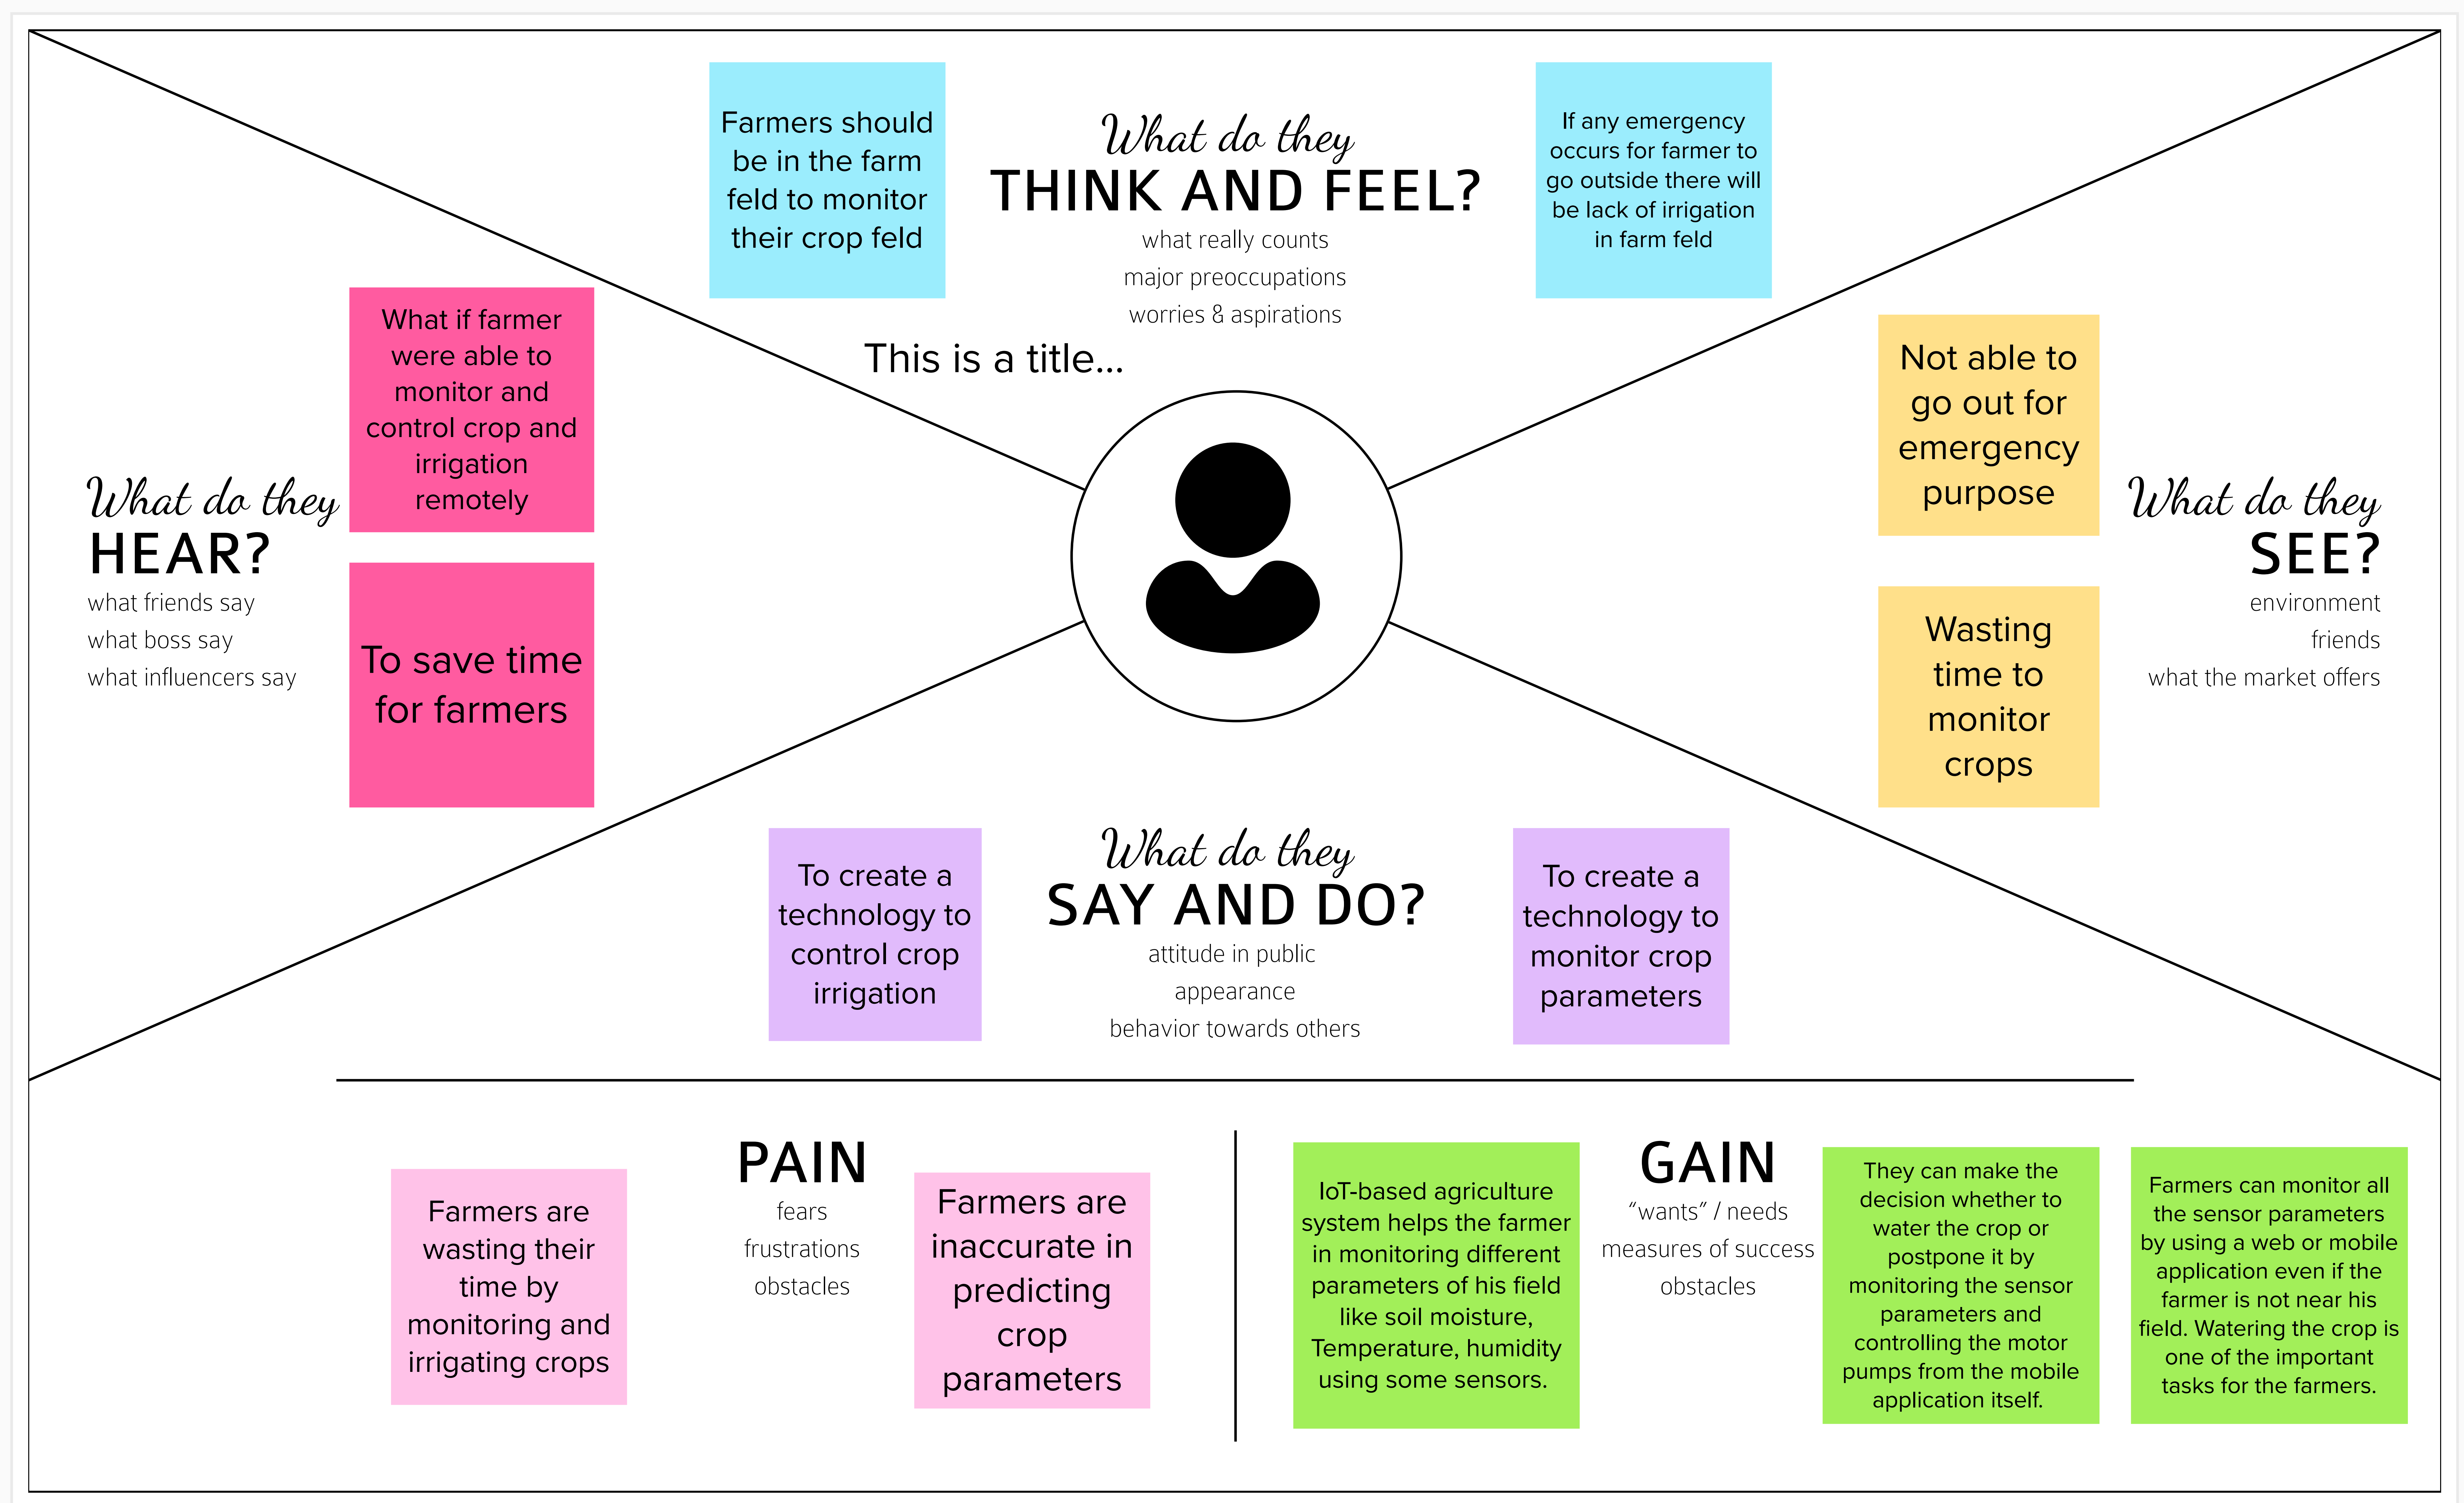 Farmers should
be in the farm
feld to monitor
their crop feld
What do they
THINK AND FEEL?
what really counts
major preoccupations
worries & aspirations
If any emergency
occurs for farmer to
go outside there will
be lack of irrigation
in farm feld
This is a title...
What do they
HEAR?
what friends say
what boss say
what influencers say
What if farmer
were able to
monitor and
control crop and
irrigation
remotely
To save time
for farmers
Not able to
go out for
emergency
purpose
Wasting
time to
monitor
crops
What do they
SEE?
environment
friends
what the market offers
To create a
technology to
control crop
irrigation
What do they
SAY AND DO?
attitude in public
appearance
behavior towards others
To create a
technology to
monitor crop
parameters
Farmers are
wasting their
time by
monitoring and
irrigating crops
PAIN
fears
frustrations
obstacles
Farmers are
inaccurate in
predicting
crop
parameters
IoT-based agriculture
system helps the farmer
in monitoring different
parameters of his field
like soil moisture,
Temperature, humidity
using some sensors.
GAIN
“wants” / needs
measures of success
obstacles
They can make the
decision whether to
water the crop or
postpone it by
monitoring the sensor
parameters and
controlling the motor
pumps from the mobile
application itself.
Farmers can monitor all
the sensor parameters
by using a web or mobile
application even if the
farmer is not near his
field. Watering the crop is
one of the important
tasks for the farmers.